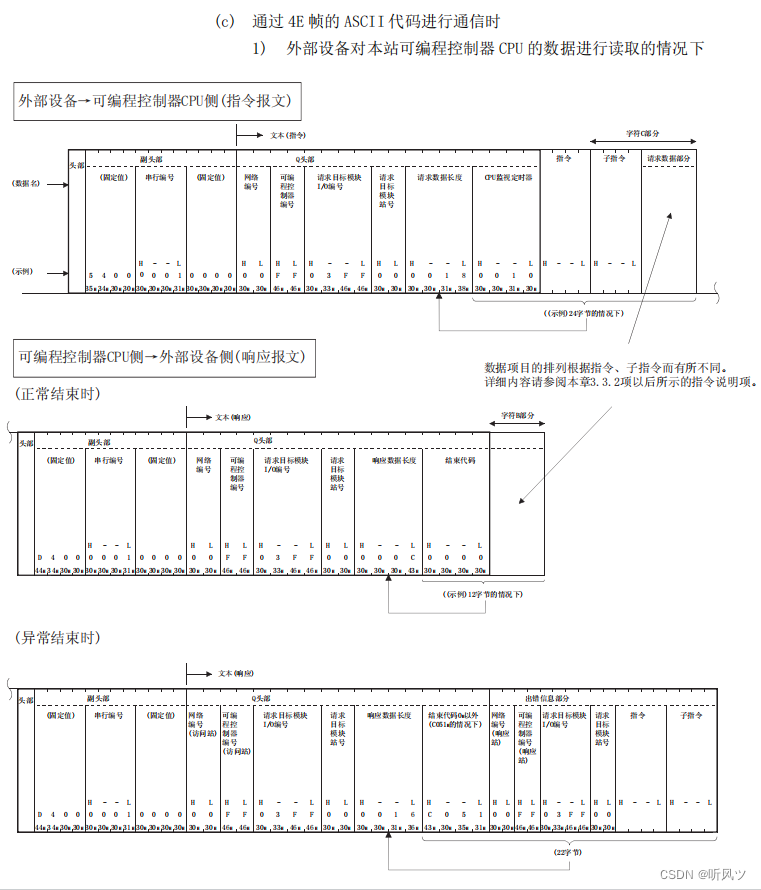 (c) 通过 4E 帧的 ASCII 代码进行通信时
1) 外部设备对本站可编程控制器 CPU 的数据进行读取的情况下
外部设备→可编程控制器CPU侧(指令报文)
文本(指令)
字符C部分
头部 副头部 Q头部 指令 子指令 请求数据部分
(数据名) (固定值) 串行编号 (固定值) 网络编号 可编程控制器编号 请求目标模块I/O编号 请求目标模块站号 请求数据长度 CPU监视定时器
H - - L H L H L H - - L H L H - - L H - - L H - - L H - - L
(示例) 5 4 0 0 0 0 0 1 0 0 0 0 0 0 F F 0 3 F F 0 0 0 0 1 8 0 0 1 0
35H 34H 30H 30H 30H 30H 30H 31H 30H 30H 30H 30H 30H 30H 46H 46H 30H 33H 46H 46H 30H 30H 30H 30H 31H 38H 30H 30H 31H 30H
((示例)24字节的情况下)
可编程控制器CPU侧→外部设备侧(响应报文)
数据项目的排列根据指令、子指令而有所不同。
详细内容请参阅本章3.3.2项以后所示的指令说明项。
(正常结束时)
文本(响应)
字符B部分
头部 副头部 Q头部
(固定值) 串行编号 (固定值) 网络编号 可编程控制器编号 请求目标模块I/O编号 请求目标模块站号 响应数据长度 结束代码
H - - L H L H L H - - L H L H - - L H - - L
D 4 0 0 0 0 0 1 0 0 0 0 0 0 F F 0 3 F F 0 0 0 0 0 C 0 0 0 0
44H 34H 30H 30H 30H 30H 30H 31H 30H 30H 30H 30H 30H 30H 46H 46H 30H 33H 46H 46H 30H 30H 30H 30H 30H 43H 30H 30H 30H 30H
((示例)12字节的情况下)
(异常结束时)
文本(响应)
头部 副头部 Q头部 出错信息部分
(固定值) 串行编号 (固定值) 网络编号(访问站) 可编程控制器编号(访问站) 请求目标模块I/O编号 请求目标模块站号 响应数据长度 结束代码0H以外(C051H的情况下) 网络编号(响应站) 可编程控制器编号(响应站) 请求目标模块I/O编号 请求目标模块站号 指令 子指令
H - - L H L H L H - - L H L H - - L H - - L H L H L H - - L H L H - - L H - - L
D 4 0 0 0 0 0 1 0 0 0 0 0 0 F F 0 3 F F 0 0 0 0 1 6 C 0 5 1 0 0 F F 0 3 F F 0 0
44H 34H 30H 30H 30H 30H 30H 31H 30H 30H 30H 30H 30H 30H 46H 46H 30H 33H 46H 46H 30H 30H 30H 30H 31H 36H 43H 30H 35H 31H 30H 30H 46H 46H 30H 33H 46H 46H 30H 30H
(22字节)
CSDN @听风ツ